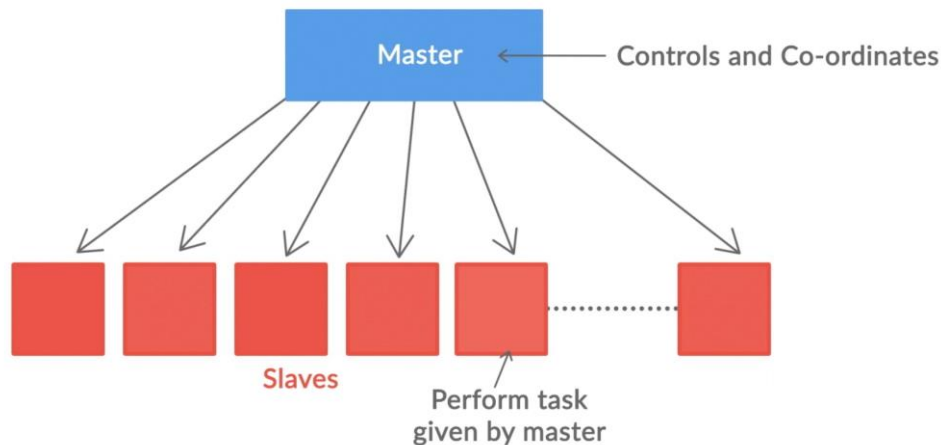 Master
Controls and Co-ordinates
Slaves
Perform task
given by master